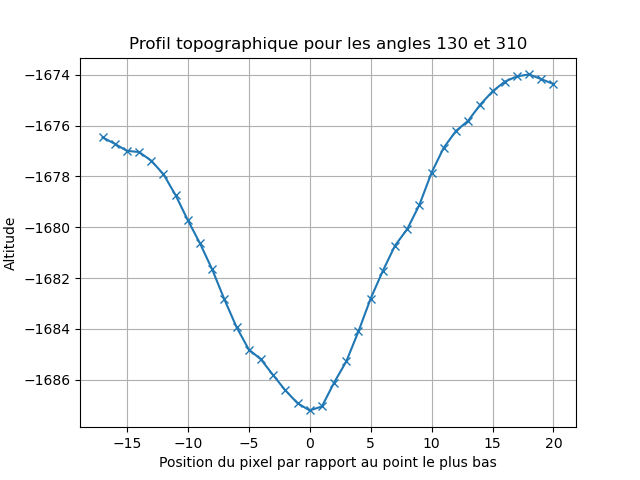 Profil topographique pour les angles 130 et 310
−1674
−1676
−1678
−1680
−1682
−1684
−1686
Altitude
−15 −10 −5 0 5 10 15 20
Position du pixel par rapport au point le plus bas